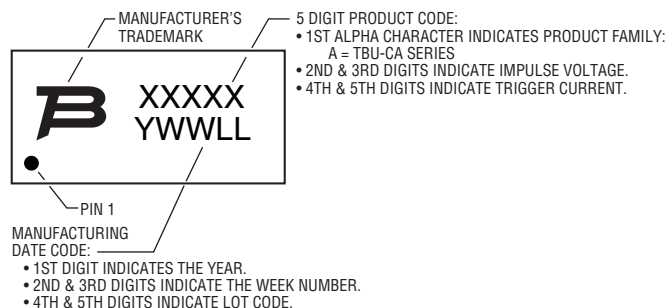 MANUFACTURER'S
TRADEMARK
5 DIGIT PRODUCT CODE:
• 1ST ALPHA CHARACTER INDICATES PRODUCT FAMILY:
A = TBU-CA SERIES
• 2ND & 3RD DIGITS INDICATE IMPULSE VOLTAGE.
• 4TH & 5TH DIGITS INDICATE TRIGGER CURRENT.
XXXXX
YWWLL
PIN 1
MANUFACTURING
DATE CODE:
• 1ST DIGIT INDICATES THE YEAR.
• 2ND & 3RD DIGITS INDICATE THE WEEK NUMBER.
• 4TH & 5TH DIGITS INDICATE LOT CODE.